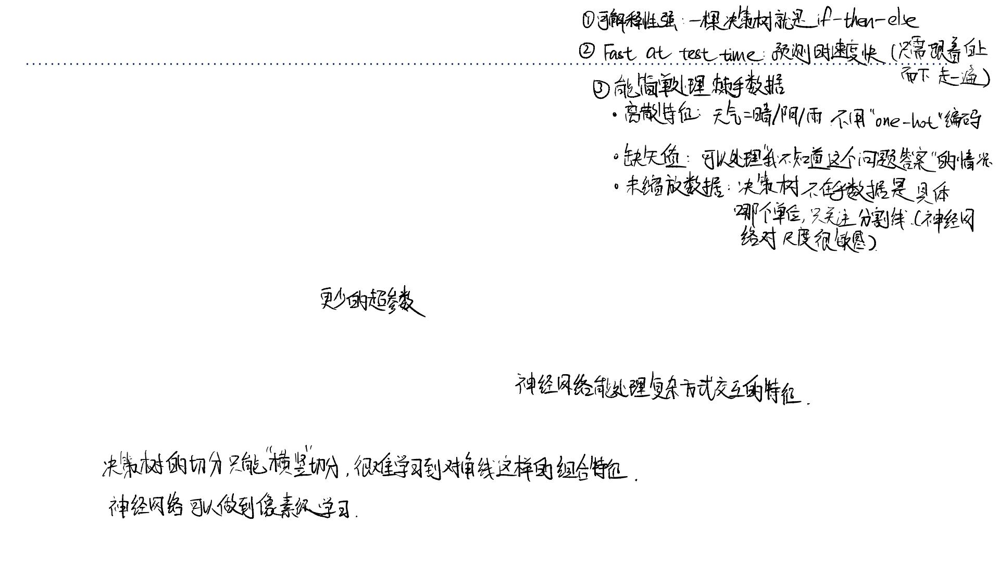 ①可解释性强：一棵决策树就是 if-then-else
② Fast at test time：预测时速度快（只需跟着自上
而下走一遍）
③能简单处理棘手数据
·离散特征：天气=晴/阴/雨 不用“one-hot”编码
·缺失值：可以处理“我不知道这个问题答案”的情况
·未缩放数据：决策树不在乎数据是具体
哪个单位，只关注分割线.（神经网
络对尺度很敏感）.
更少的超参数
神经网络能处理复杂方式交互的特征.
决策树的切分只能“横竖”切分，很难学习到对角线这样的组合特征.
神经网络可以做到像素级学习.